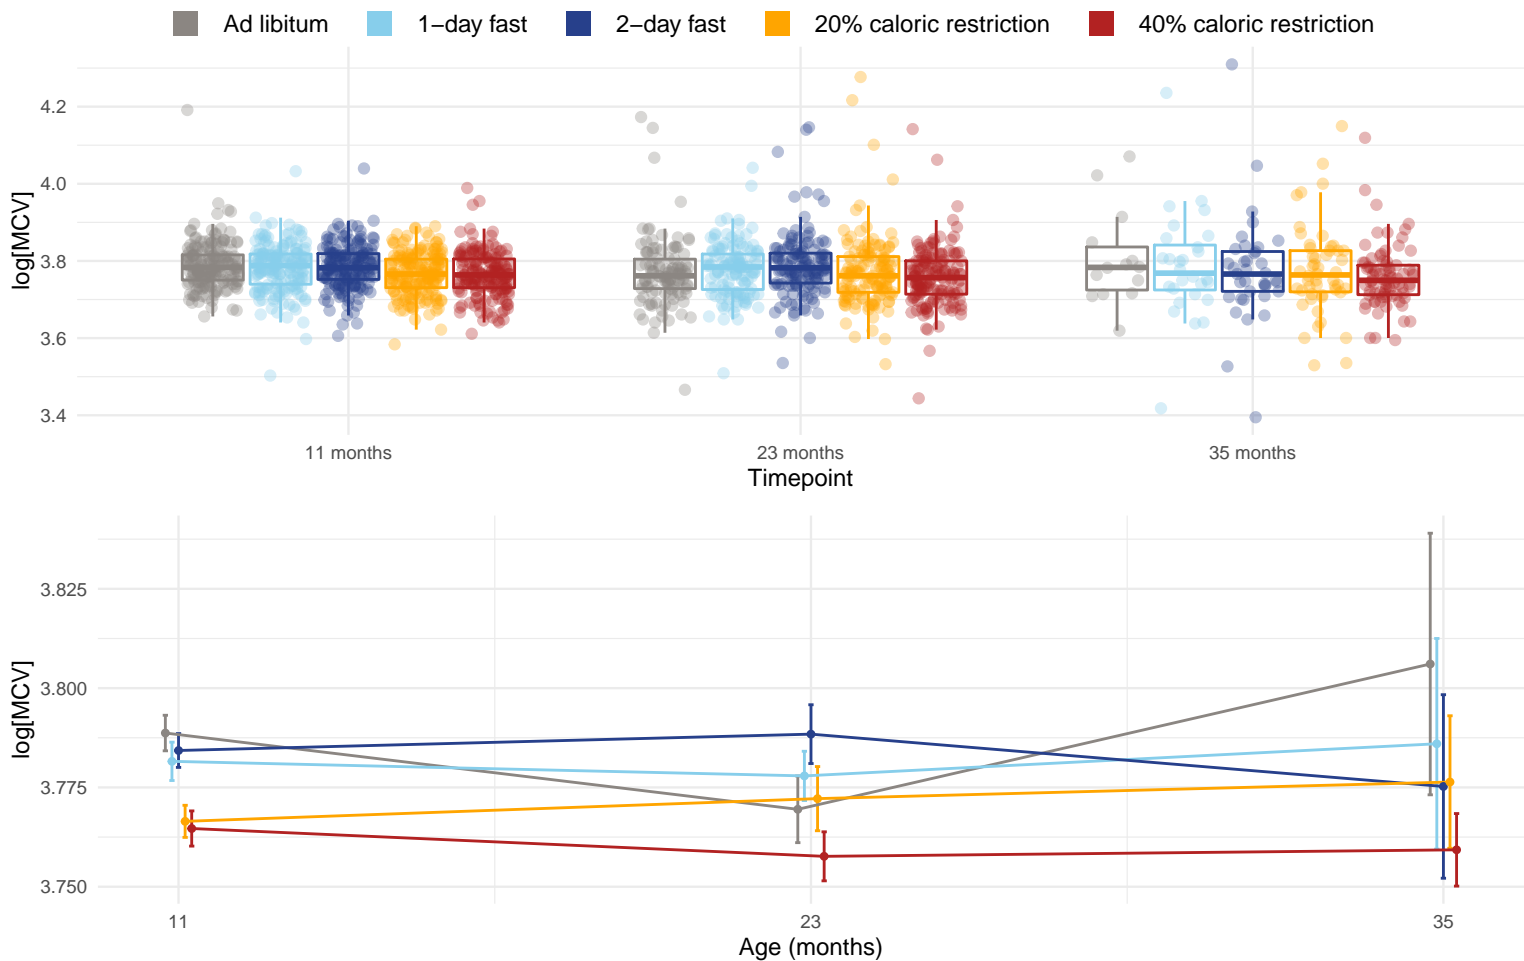 Ad libitum 1−day fast 2−day fast 20% caloric restriction 40% caloric restriction
log[MCV]
4.2
4.0
3.8
3.6
3.4
11 months 23 months 35 months
Timepoint
log[MCV]
3.825
3.800
3.775
3.750
11 23 35
Age (months)